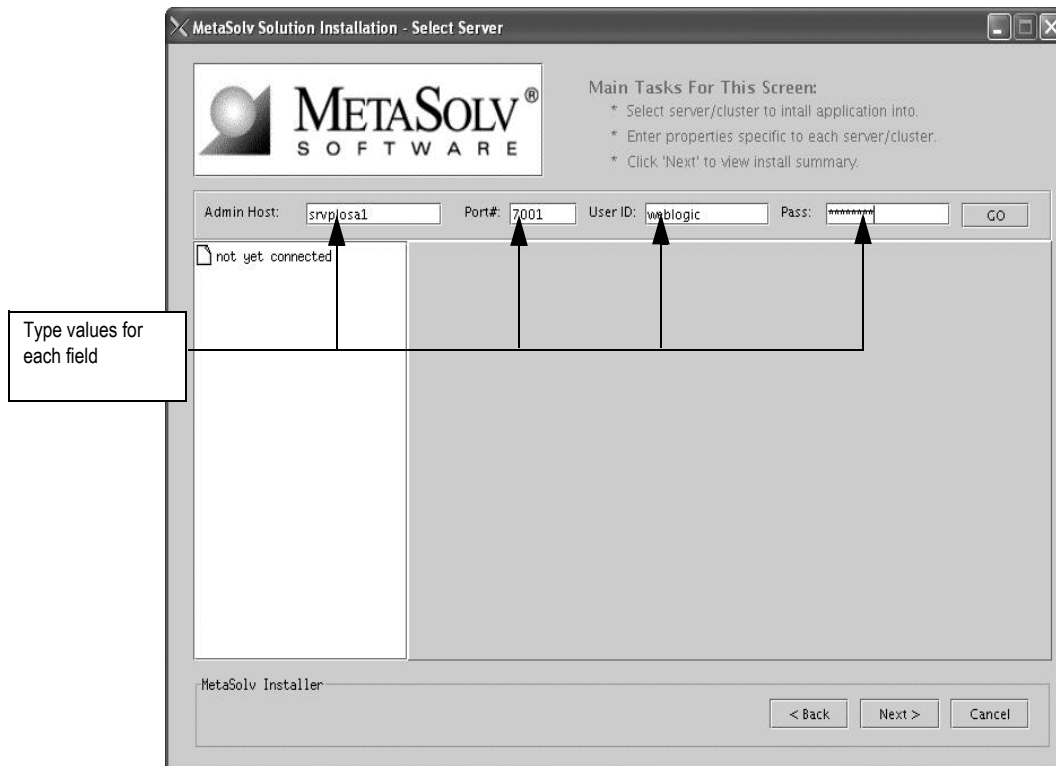 MetaSolv Solution Installation - Select Server
METASOLV®
SOFTWARE
Main Tasks For This Screen:
* Select server/cluster to intall application into.
* Enter properties specific to each server/cluster.
* Click 'Next' to view install summary.
Admin Host: srvplosa1 Port#: 7001 User ID: weblogic Pass: ******** GO
not yet connected
Type values for
each field
MetaSolv Installer
< Back Next > Cancel